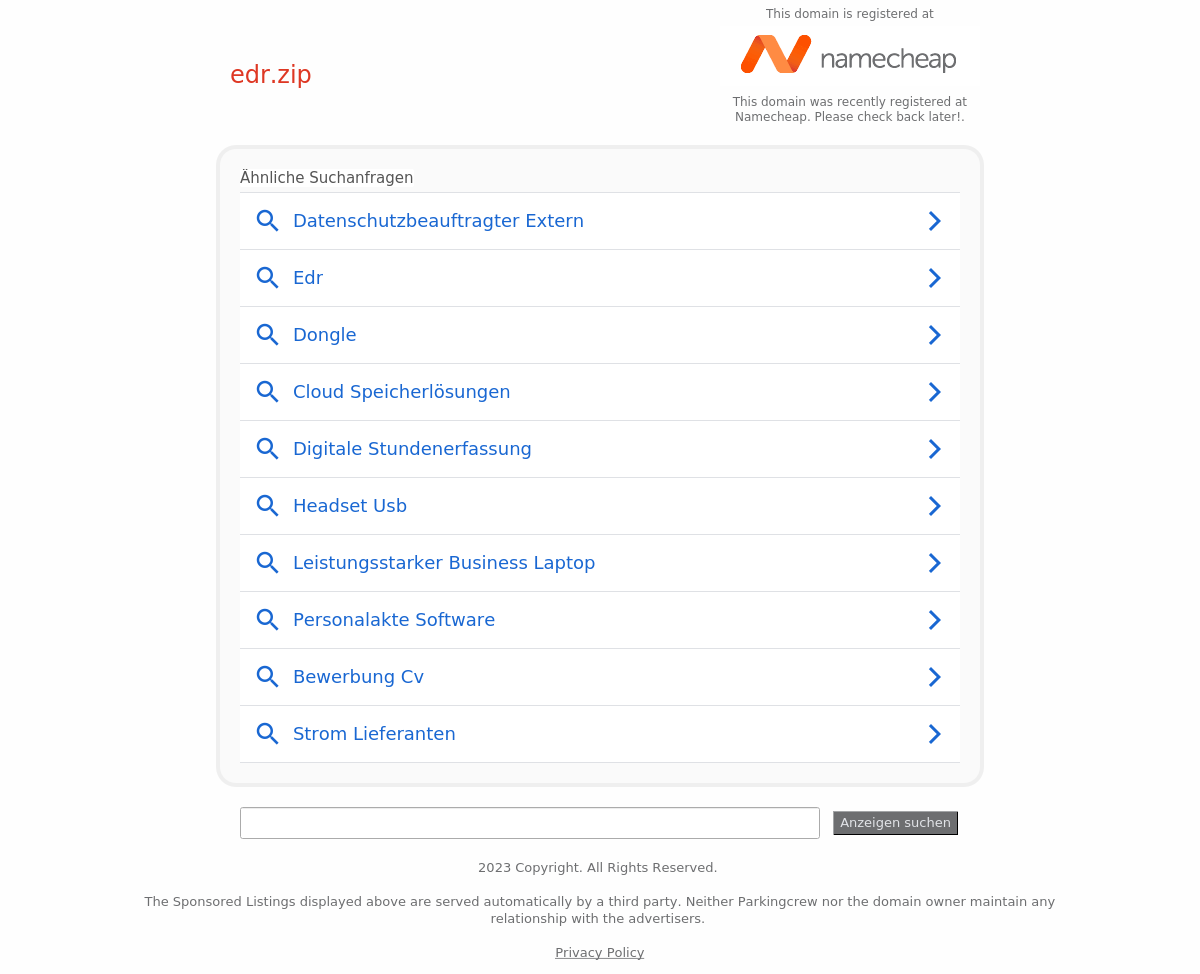 This domain is registered at
namecheap
edr.zip
This domain was recently registered at
Namecheap. Please check back later!.
Ähnliche Suchanfragen
Datenschutzbeauftragter Extern
Edr
Dongle
Cloud Speicherlösungen
Digitale Stundenerfassung
Headset Usb
Leistungsstarker Business Laptop
Personalakte Software
Bewerbung Cv
Strom Lieferanten
Anzeigen suchen
2023 Copyright. All Rights Reserved.
The Sponsored Listings displayed above are served automatically by a third party. Neither Parkingcrew nor the domain owner maintain any
relationship with the advertisers.
Privacy Policy